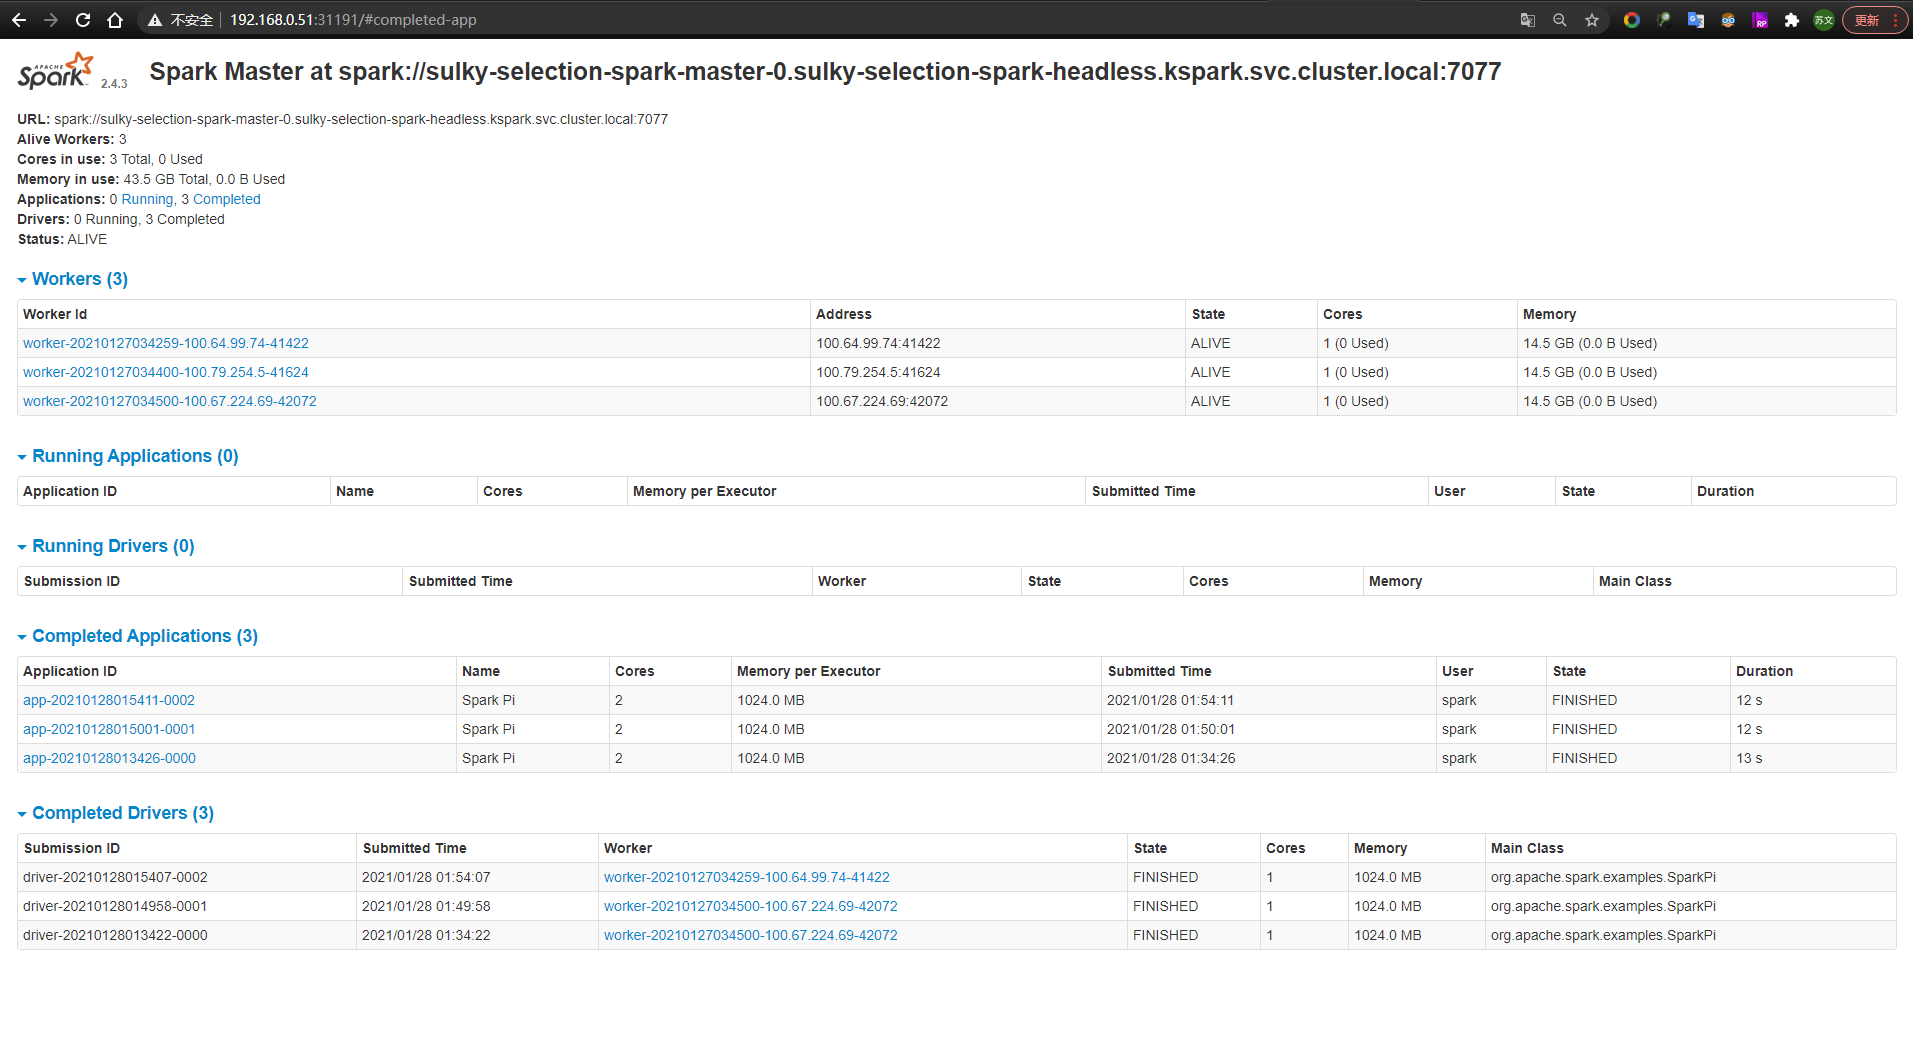 不安全 192.168.0.51:31191/#completed-app RP 苏文 更新
APACHE Spark 2.4.3 Spark Master at spark://sulky-selection-spark-master-0.sulky-selection-spark-headless.kspark.svc.cluster.local:7077
URL: spark://sulky-selection-spark-master-0.sulky-selection-spark-headless.kspark.svc.cluster.local:7077
Alive Workers: 3
Cores in use: 3 Total, 0 Used
Memory in use: 43.5 GB Total, 0.0 B Used
Applications: 0 Running, 3 Completed
Drivers: 0 Running, 3 Completed
Status: ALIVE
Workers (3)
Worker Id Address State Cores Memory
worker-20210127034259-100.64.99.74-41422 100.64.99.74:41422 ALIVE 1 (0 Used) 14.5 GB (0.0 B Used)
worker-20210127034400-100.79.254.5-41624 100.79.254.5:41624 ALIVE 1 (0 Used) 14.5 GB (0.0 B Used)
worker-20210127034500-100.67.224.69-42072 100.67.224.69:42072 ALIVE 1 (0 Used) 14.5 GB (0.0 B Used)
Running Applications (0)
Application ID Name Cores Memory per Executor Submitted Time User State Duration
Running Drivers (0)
Submission ID Submitted Time Worker State Cores Memory Main Class
Completed Applications (3)
Application ID Name Cores Memory per Executor Submitted Time User State Duration
app-20210128015411-0002 Spark Pi 2 1024.0 MB 2021/01/28 01:54:11 spark FINISHED 12 s
app-20210128015001-0001 Spark Pi 2 1024.0 MB 2021/01/28 01:50:01 spark FINISHED 12 s
app-20210128013426-0000 Spark Pi 2 1024.0 MB 2021/01/28 01:34:26 spark FINISHED 13 s
Completed Drivers (3)
Submission ID Submitted Time Worker State Cores Memory Main Class
driver-20210128015407-0002 2021/01/28 01:54:07 worker-20210127034259-100.64.99.74-41422 FINISHED 1 1024.0 MB org.apache.spark.examples.SparkPi
driver-20210128014958-0001 2021/01/28 01:49:58 worker-20210127034500-100.67.224.69-42072 FINISHED 1 1024.0 MB org.apache.spark.examples.SparkPi
driver-20210128013422-0000 2021/01/28 01:34:22 worker-20210127034500-100.67.224.69-42072 FINISHED 1 1024.0 MB org.apache.spark.examples.SparkPi